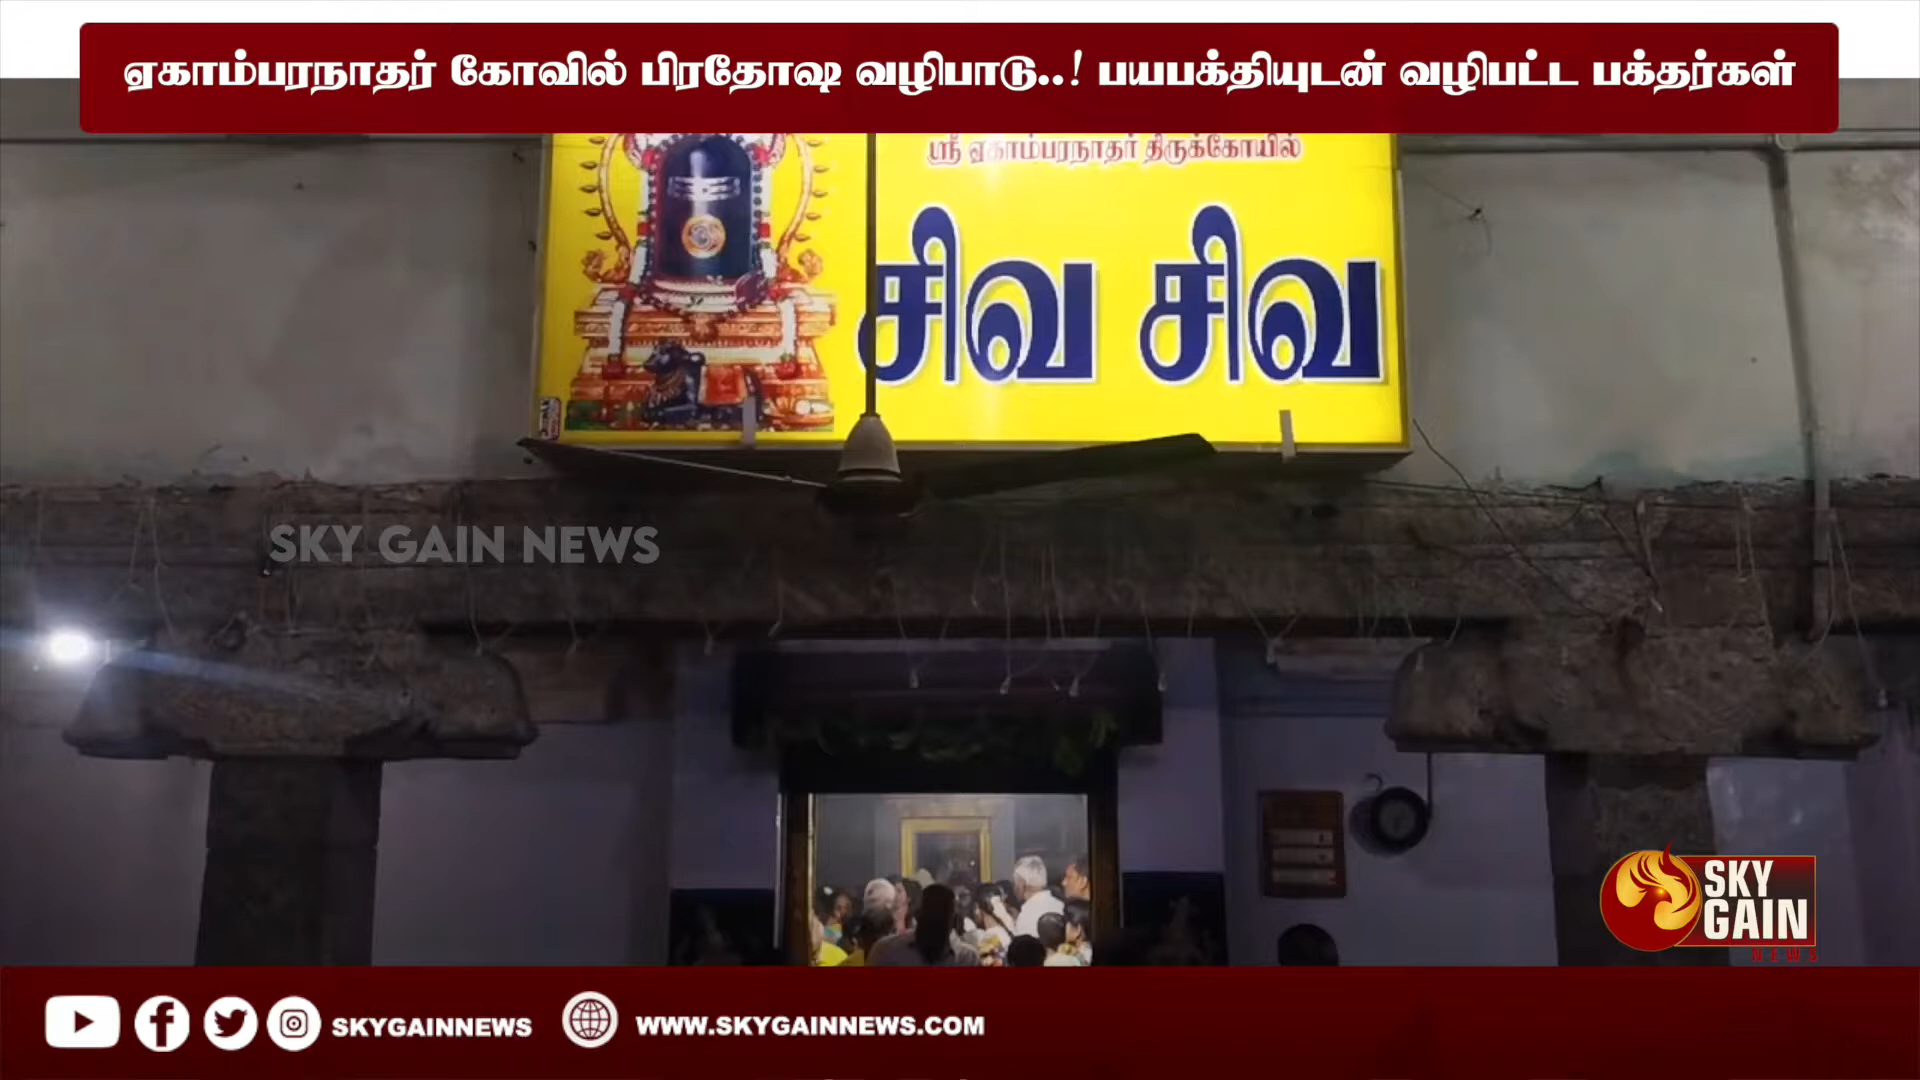 ஏகாம்பரநாதர் கோவில் பிரதோஷ வழிபாடு..! பயபக்தியுடன் வழிபட்ட பக்தர்கள்
ஸ்ரீ ஏகாம்பரநாதர் திருக்கோயில்
சிவ சிவ
SKY GAIN NEWS
SKY
GAIN
NEWS
SKYGAINNEWS
WWW.SKYGAINNEWS.COM